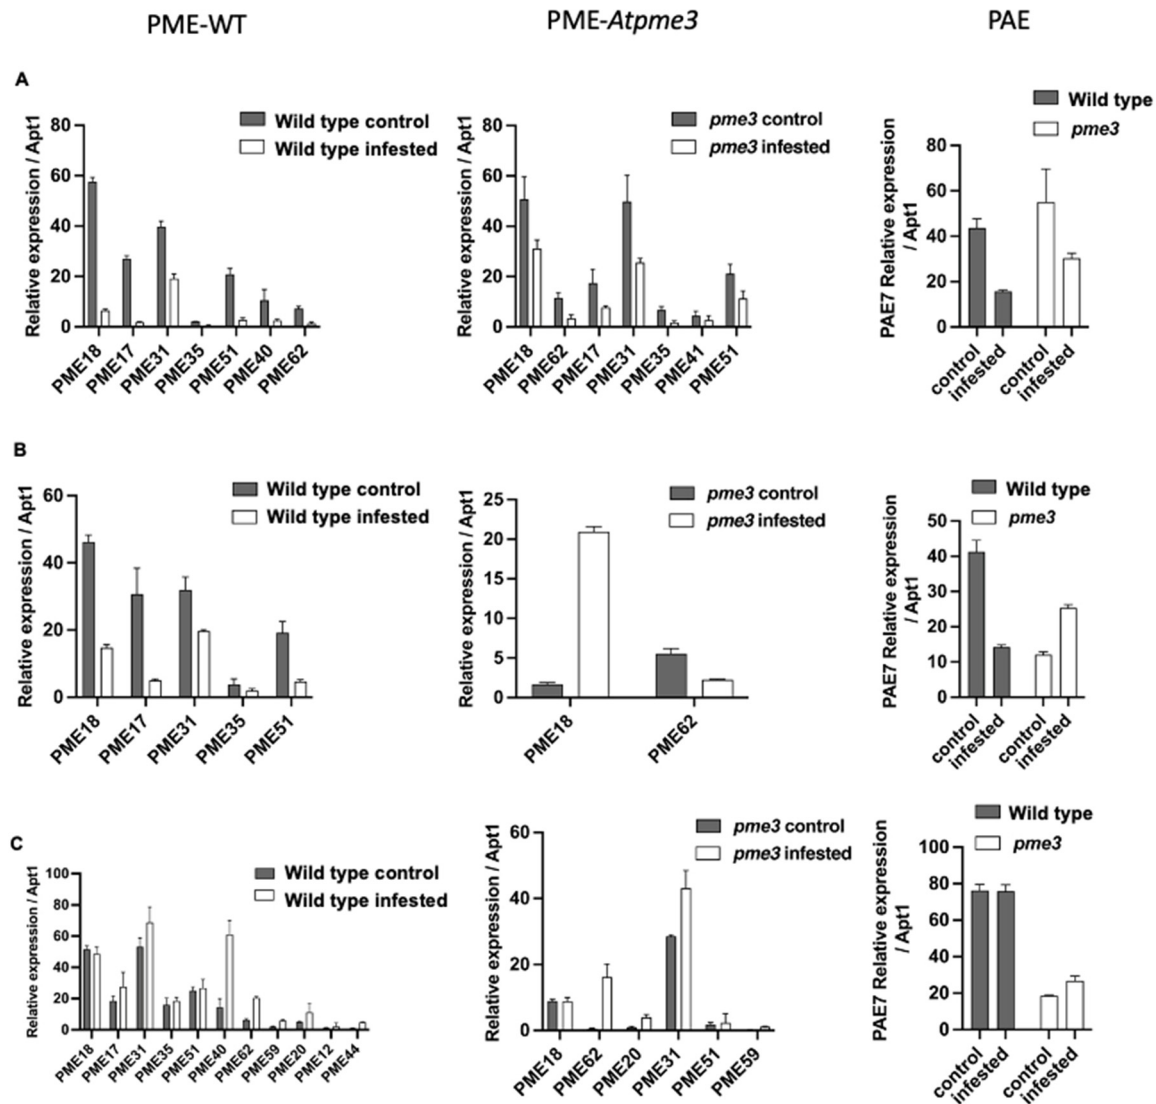 PME-WT
PME-Atpme3
PAE
A
Relative expression / Apt1
80
60
40
20
0
Wild type control
Wild type infested
PME18
PME17
PME31
PME35
PME51
PME40
PME62
Relative expression / Apt1
80
60
40
20
0
pme3 control
pme3 infested
PME18
PME62
PME17
PME31
PME35
PME41
PME51
PAE7 Relative expression
/ Apt1
80
60
40
20
0
Wild type
pme3
control
infested
control
infested
B
Relative expression / Apt1
60
40
20
0
Wild type control
Wild type infested
PME18
PME17
PME31
PME35
PME51
Relative expression / Apt1
25
20
15
10
5
0
pme3 control
pme3 infested
PME18
PME62
PAE7 Relative expression
/ Apt1
50
40
30
20
10
0
Wild type
pme3
control
infested
control
infested
C
Relative expression / Apt1
100
80
60
40
20
0
Wild type control
Wild type infested
PME18
PME17
PME31
PME35
PME51
PME40
PME62
PME59
PME20
PME12
PME44
Relative expression / Apt1
60
40
20
0
pme3 control
pme3 infested
PME18
PME62
PME20
PME31
PME51
PME59
PAE7 Relative expression
/ Apt1
100
80
60
40
20
0
Wild type
pme3
control
infested
control
infested